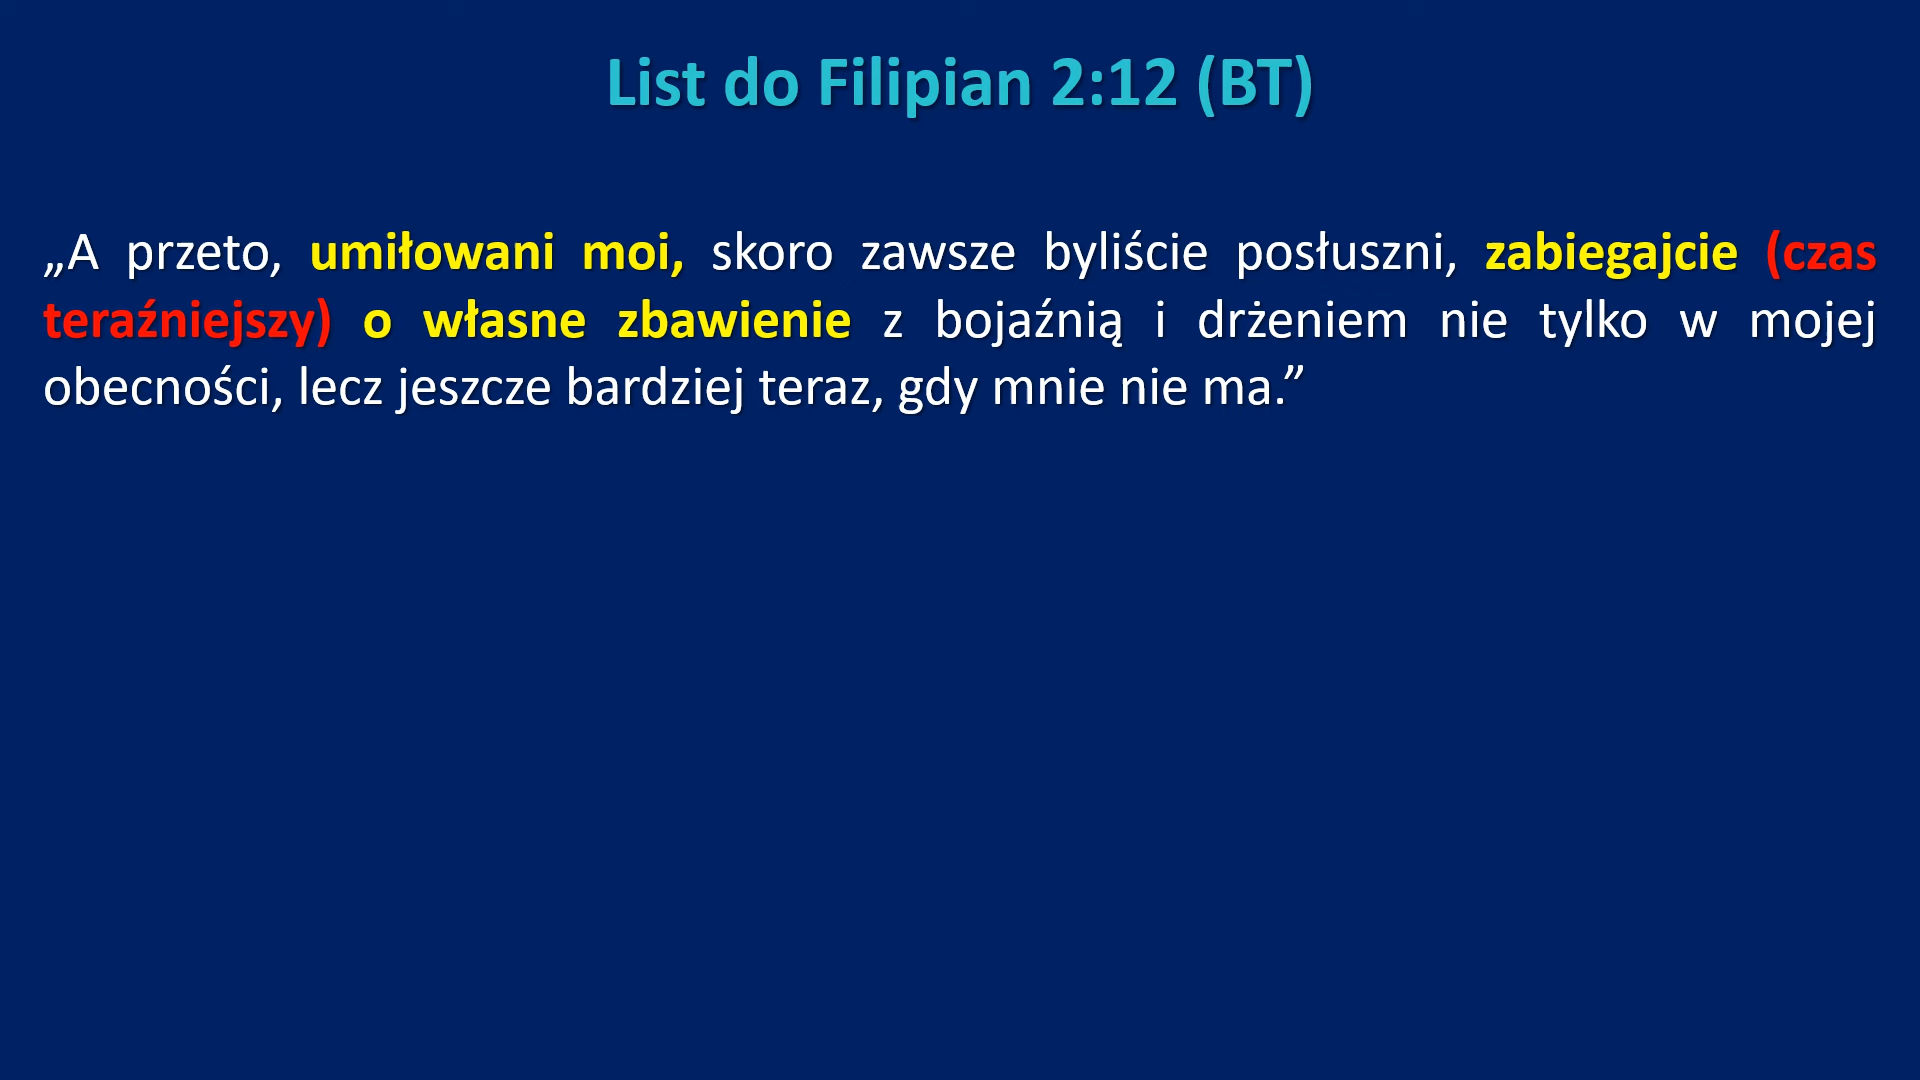 List do Filipian 2:12 (BT)
„A przeto, umiłowani moi, skoro zawsze byliście posłuszni, zabiegajcie (czas
teraźniejszy) o własne zbawienie z bojaźnią i drżeniem nie tylko w mojej
obecności, lecz jeszcze bardziej teraz, gdy mnie nie ma.”